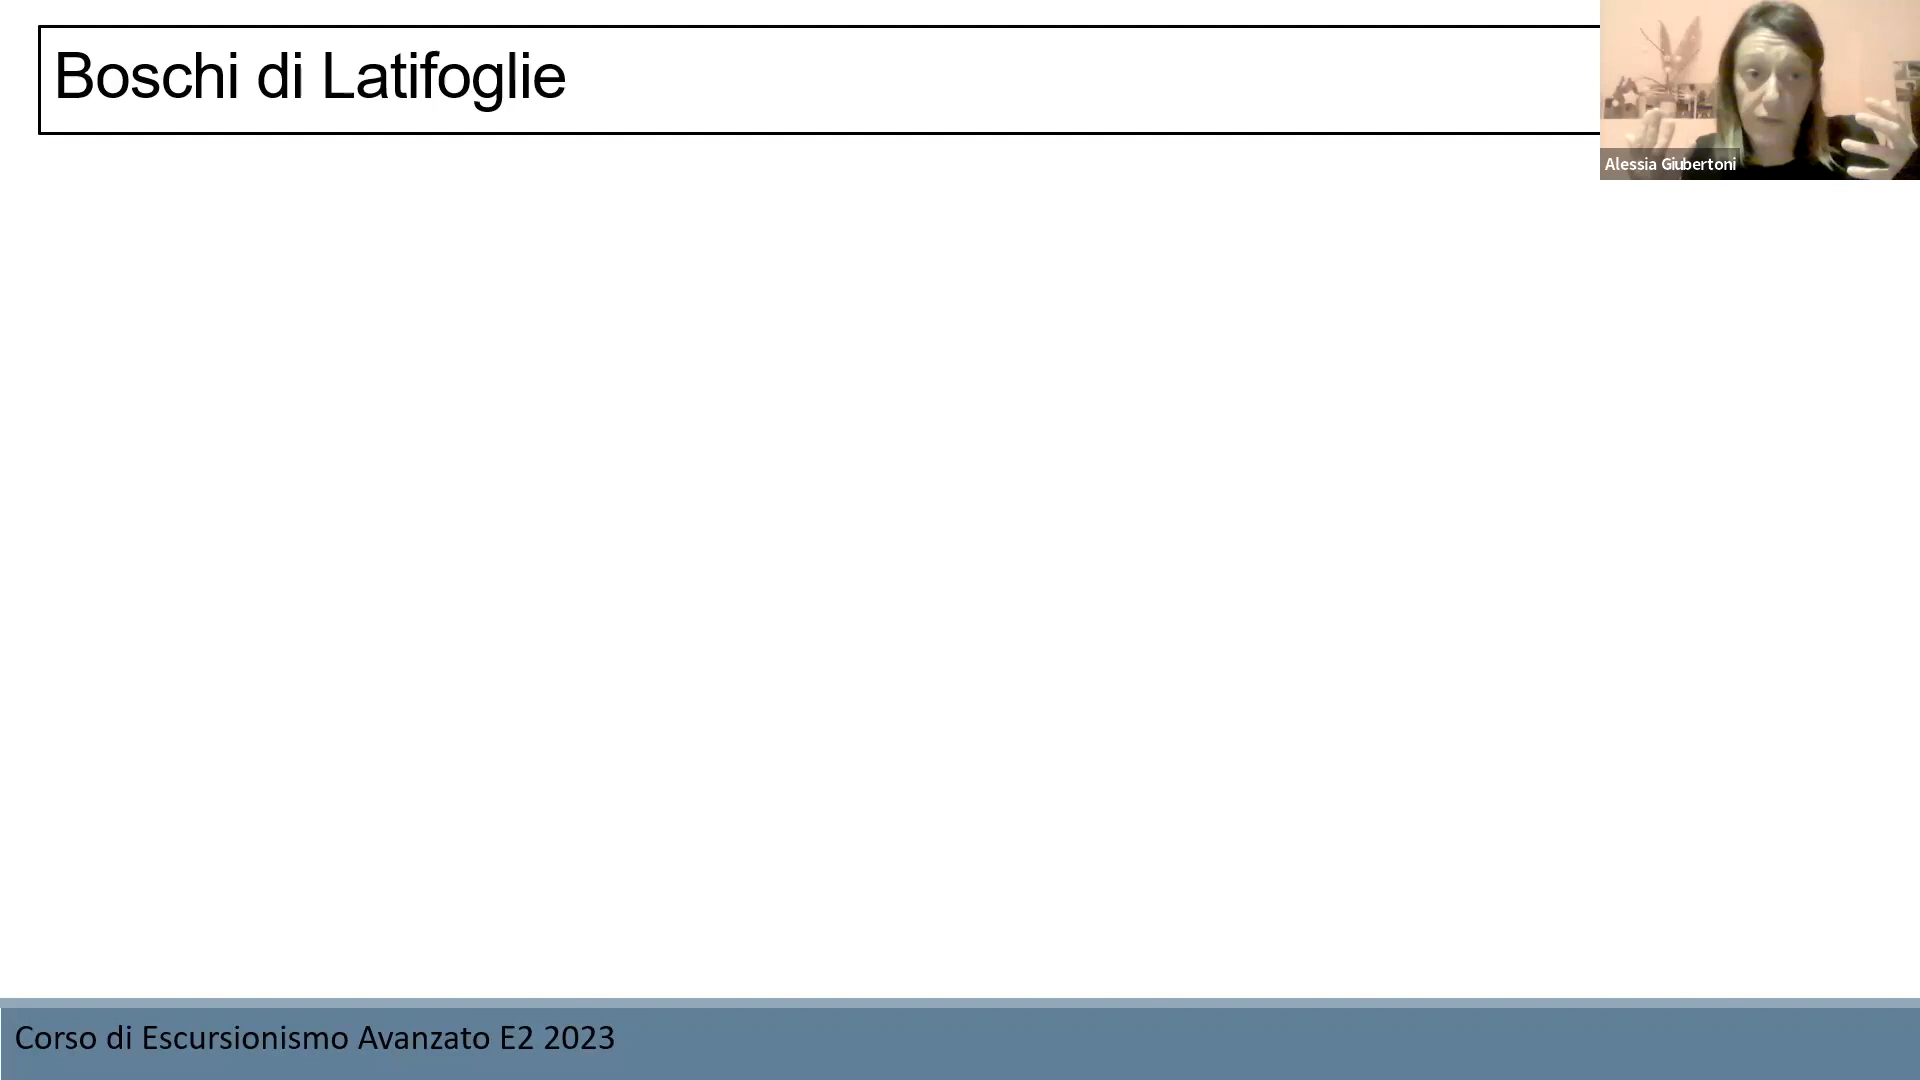 Boschi di Latifoglie
Alessia Giubertoni
Corso di Escursionismo Avanzato E2 2023